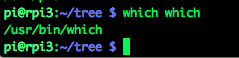 pi@rpi3:~/tree $ which which
/usr/bin/which
pi@rpi3:~/tree $